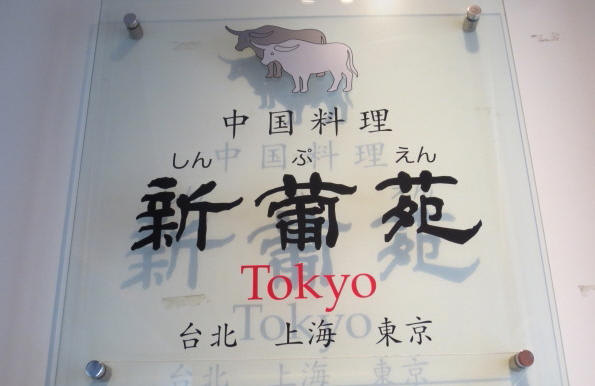 中国料理
しん ぷ えん
新葡苑
Tokyo
台北 上海 東京